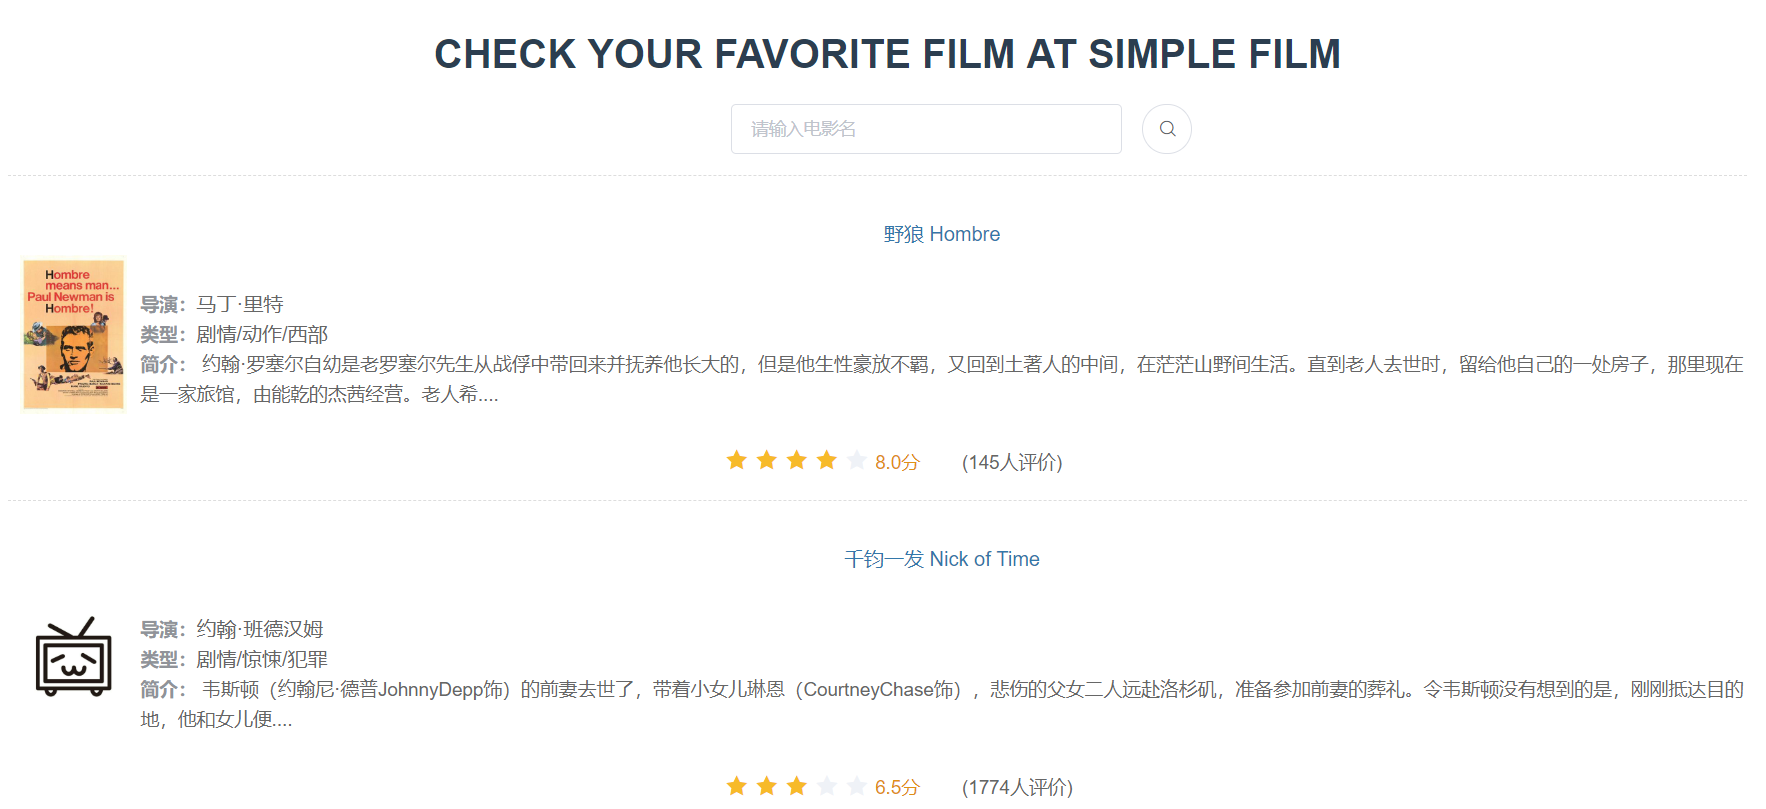 CHECK YOUR FAVORITE FILM AT SIMPLE FILM
请输入电影名
野狼 Hombre
Hombre
means man...
Paul Newman is
Hombre!
导演：马丁·里特
类型：剧情/动作/西部
简介： 约翰·罗塞尔自幼是老罗塞尔先生从战俘中带回来并抚养他长大的，但是他生性豪放不羁，又回到土著人的中间，在茫茫山野间生活。直到老人去世时，留给他自己的一处房子，那里现在
是一家旅馆，由能乾的杰茜经营。老人希....
8.0分 (145人评价)
千钧一发 Nick of Time
导演：约翰·班德汉姆
类型：剧情/惊悚/犯罪
简介： 韦斯顿（约翰尼·德普JohnnyDepp饰）的前妻去世了，带着小女儿琳恩（CourtneyChase饰），悲伤的父女二人远赴洛杉矶，准备参加前妻的葬礼。令韦斯顿没有想到的是，刚刚抵达目的
地，他和女儿便....
6.5分 (1774人评价)